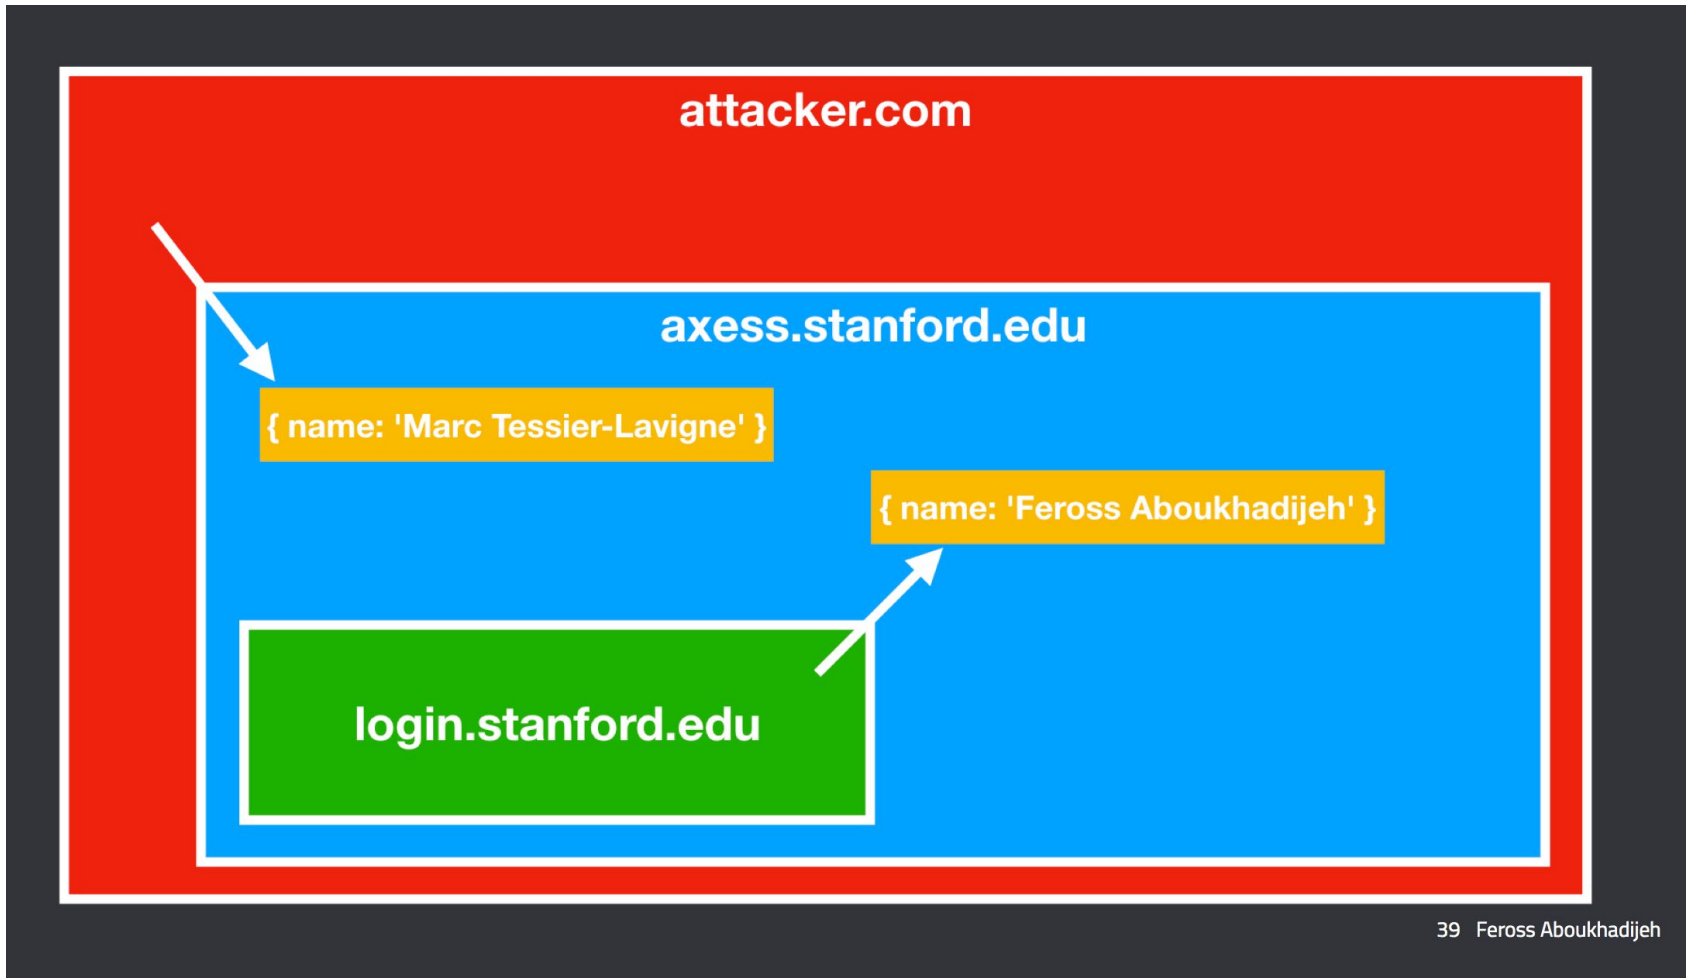 attacker.com
axess.stanford.edu
{ name: 'Marc Tessier-Lavigne' }
{ name: 'Feross Aboukhadijeh' }
login.stanford.edu
39 Feross Aboukhadijeh